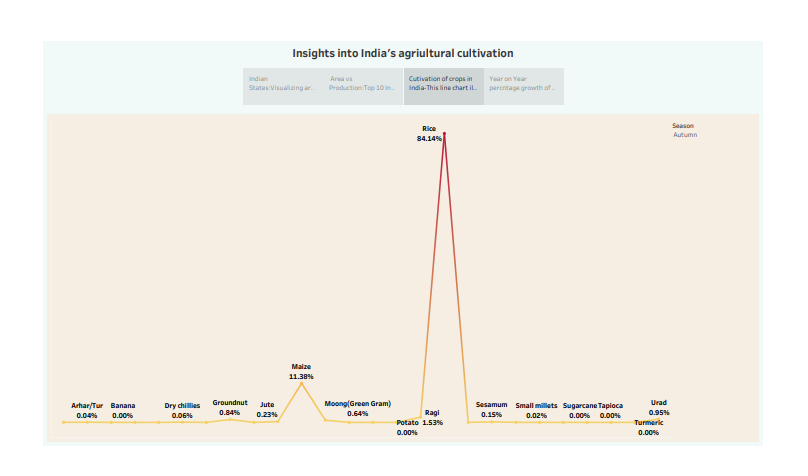 Insights into India's agriultural cultivation
Indian
States:Visualizing ar..
Area vs
Production:Top 10 In..
Cutivation of crops in
India-This line chart il..
Year on Year
percntage growth of ..
Season
Autumn
Rice
84.14%
Maize
11.38%
Arhar/Tur
0.04%
Banana
0.00%
Dry chillies
0.06%
Groundnut
0.84%
Jute
0.23%
Moong(Green Gram)
0.64%
Potato
0.00%
Ragi
1.53%
Sesamum
0.15%
Small millets
0.02%
Sugarcane
0.00%
Tapioca
0.00%
Urad
0.95%
Turmeric
0.00%